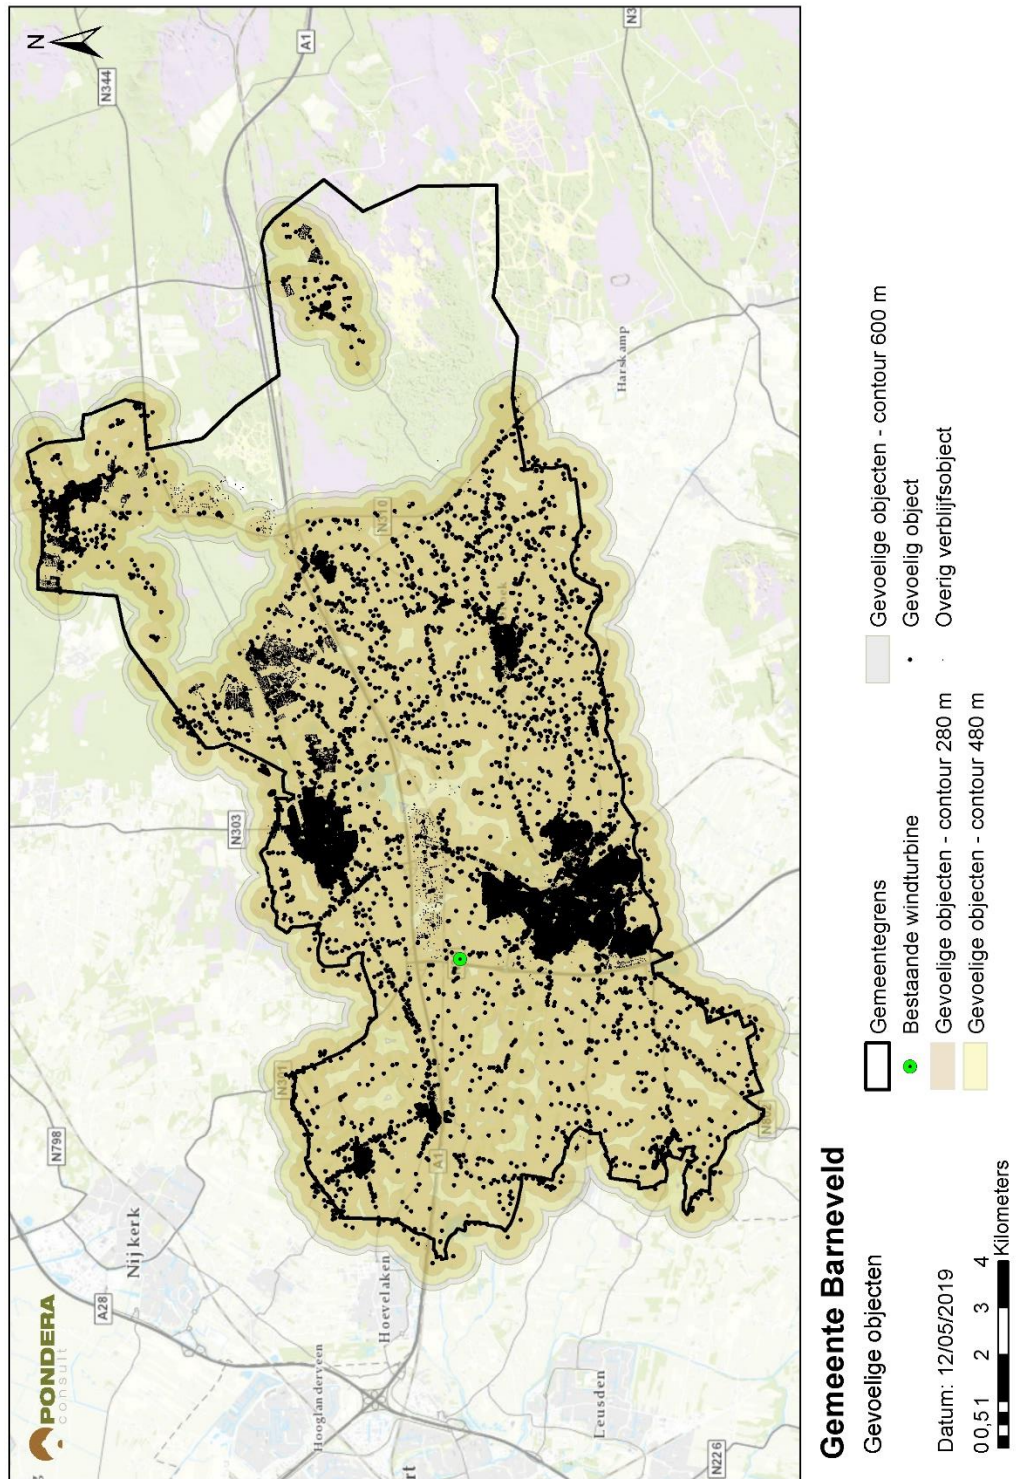 PONDERA
consult
N
A28
N798
Nijkerk
Hooglanderveen
Hoevelaken
Leusden
N226
N301
A1
N303
N344
A1
N310
Harskamp
Gemeente Barneveld
Gevoelige objecten
Datum: 12/05/2019
0 0,5 1 2 3 4
Kilometers
Gemeentegrens
Bestaande windturbine
Gevoelige objecten - contour 280 m
Gevoelige objecten - contour 480 m
Gevoelige objecten - contour 600 m
Gevoelig object
Overig verblijfsobject